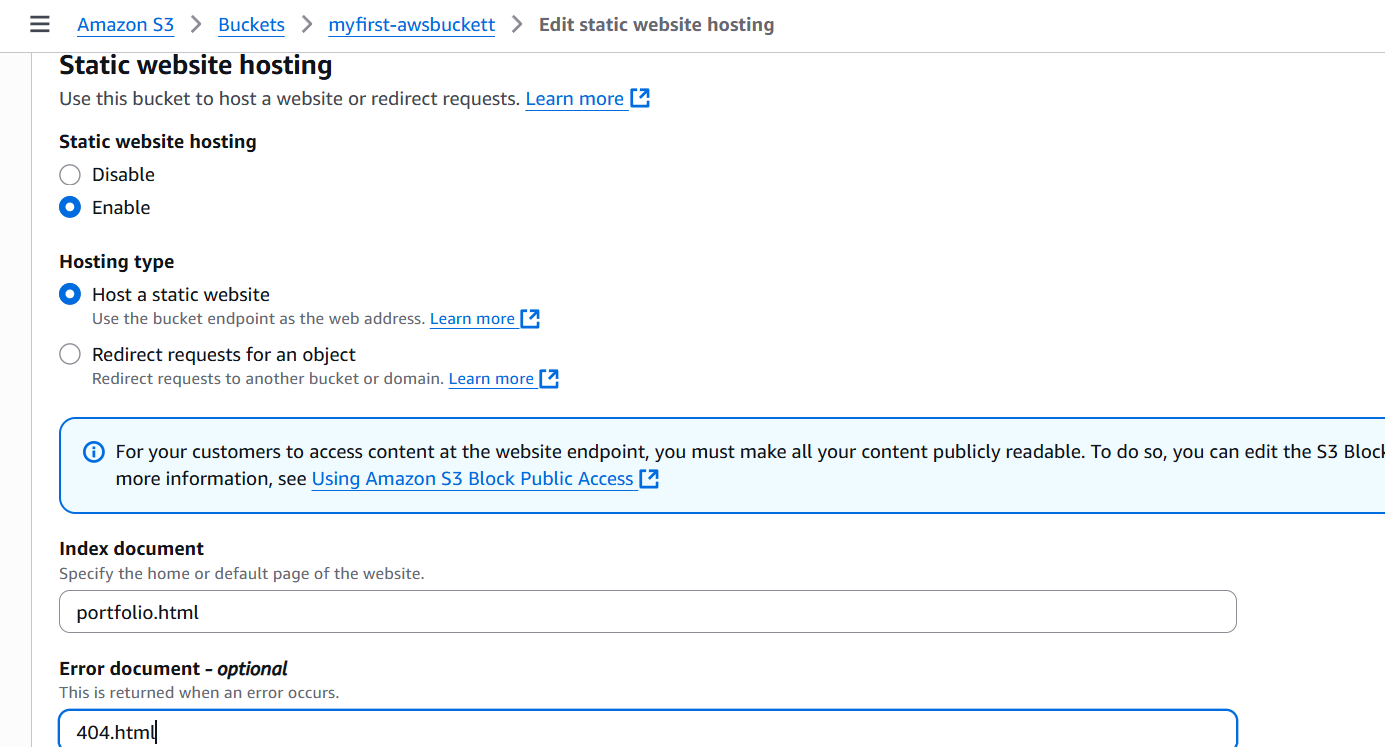 Amazon S3 > Buckets > myfirst-awsbuckett > Edit static website hosting
Static website hosting
Use this bucket to host a website or redirect requests. Learn more
Static website hosting
Disable
Enable
Hosting type
Host a static website
Use the bucket endpoint as the web address. Learn more
Redirect requests for an object
Redirect requests to another bucket or domain. Learn more
For your customers to access content at the website endpoint, you must make all your content publicly readable. To do so, you can edit the S3 Block
more information, see Using Amazon S3 Block Public Access
Index document
Specify the home or default page of the website.
portfolio.html
Error document – optional
This is returned when an error occurs.
404.html